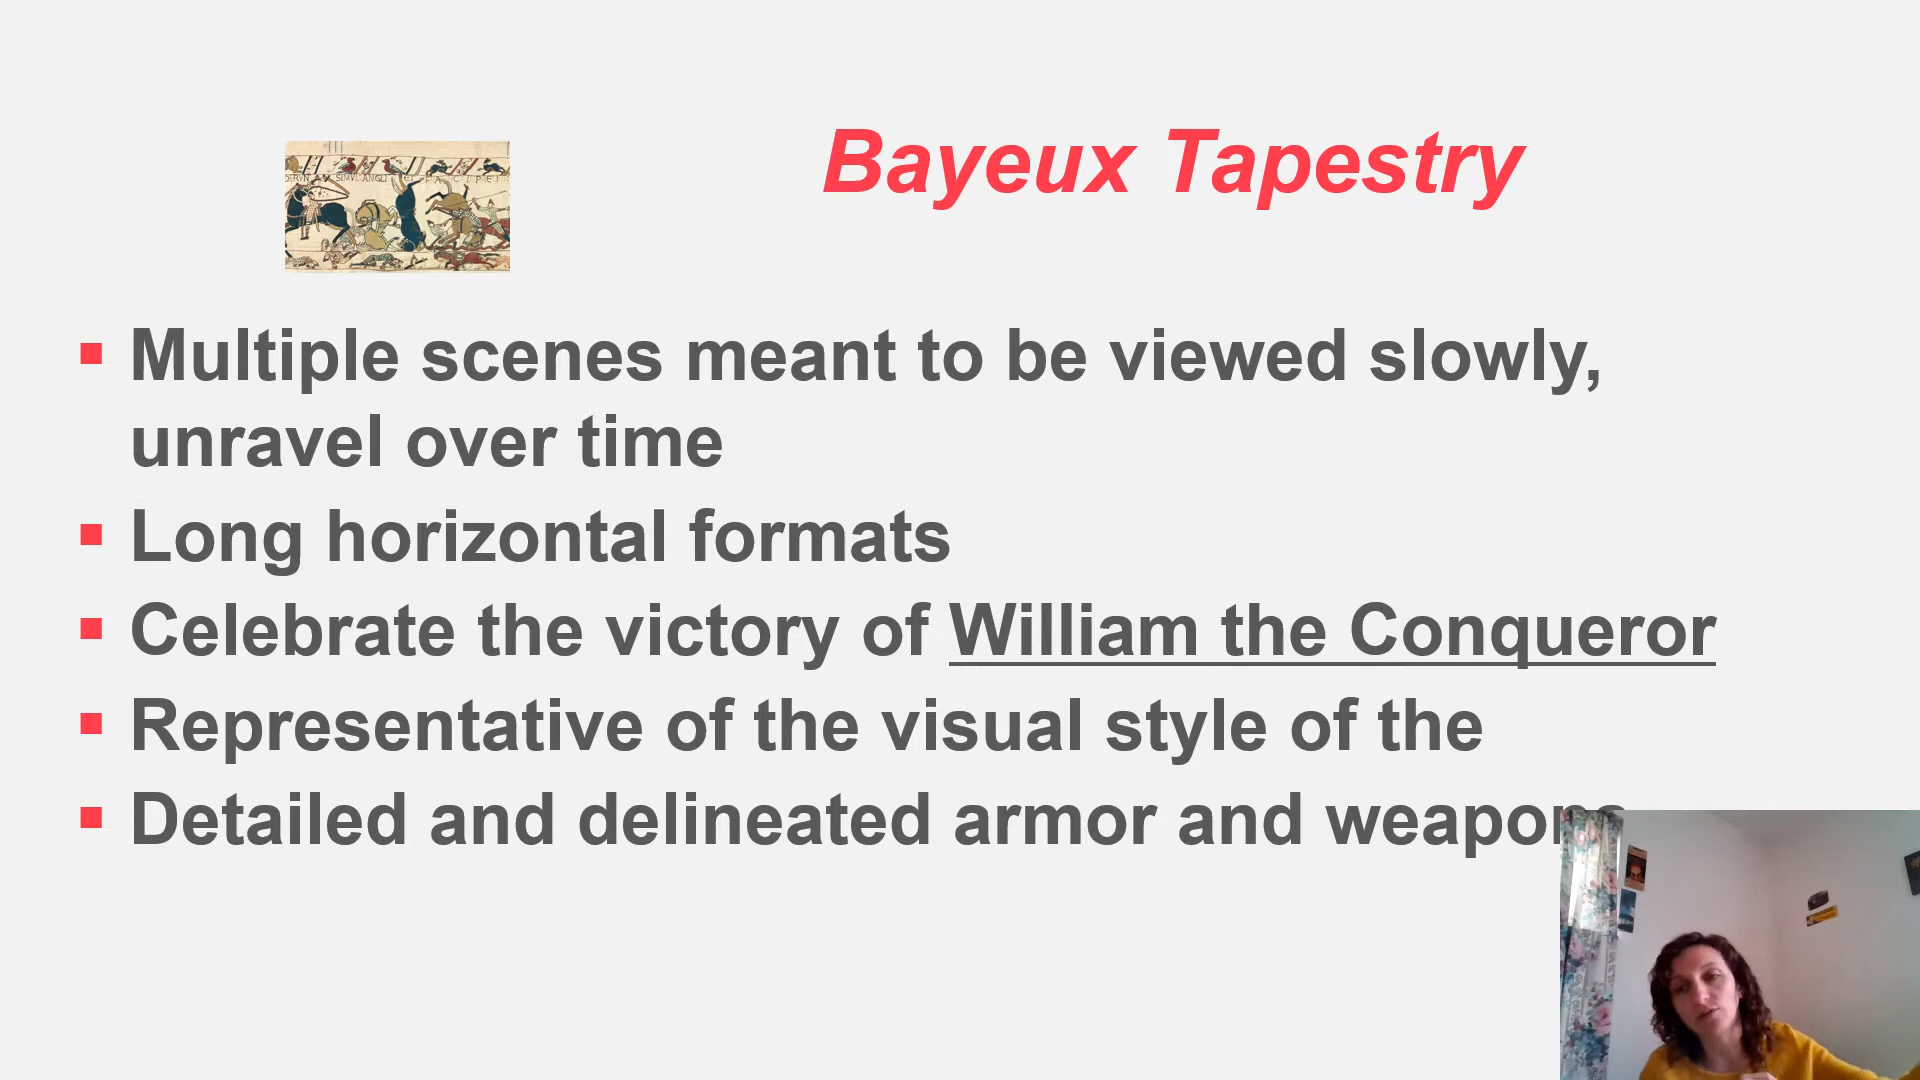 Bayeux Tapestry
Multiple scenes meant to be viewed slowly,
unravel over time
Long horizontal formats
Celebrate the victory of William the Conqueror
Representative of the visual style of the
Detailed and delineated armor and weapons